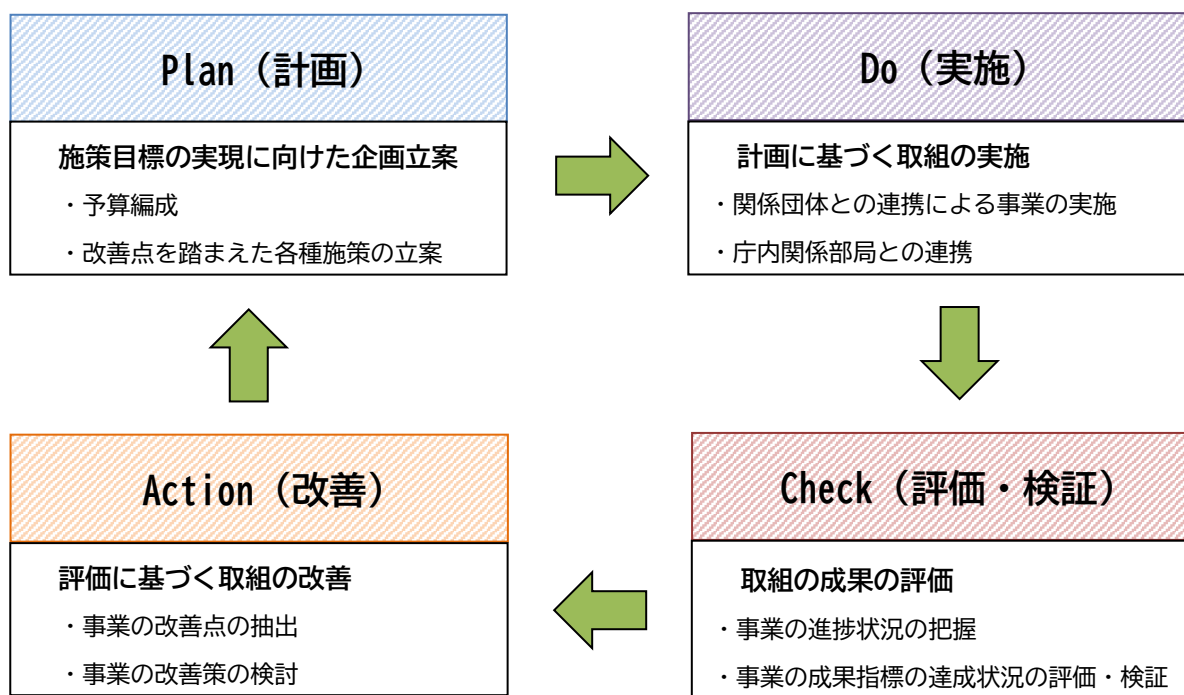 Plan（計画）
施策目標の実現に向けた企画立案
・予算編成
・改善点を踏まえた各種施策の立案
Do（実施）
計画に基づく取組の実施
・関係団体との連携による事業の実施
・庁内関係部局との連携
Action（改善）
評価に基づく取組の改善
・事業の改善点の抽出
・事業の改善策の検討
Check（評価・検証）
取組の成果の評価
・事業の進捗状況の把握
・事業の成果指標の達成状況の評価・検証